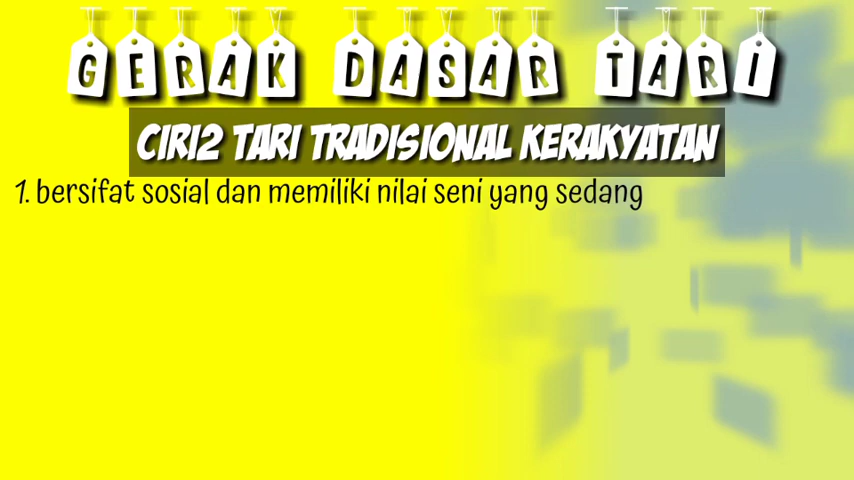 GERAK DASAR TARI
CIRI2 TARI TRADISIONAL KERAKYATAN
1. bersifat sosial dan memiliki nilai seni yang sedang